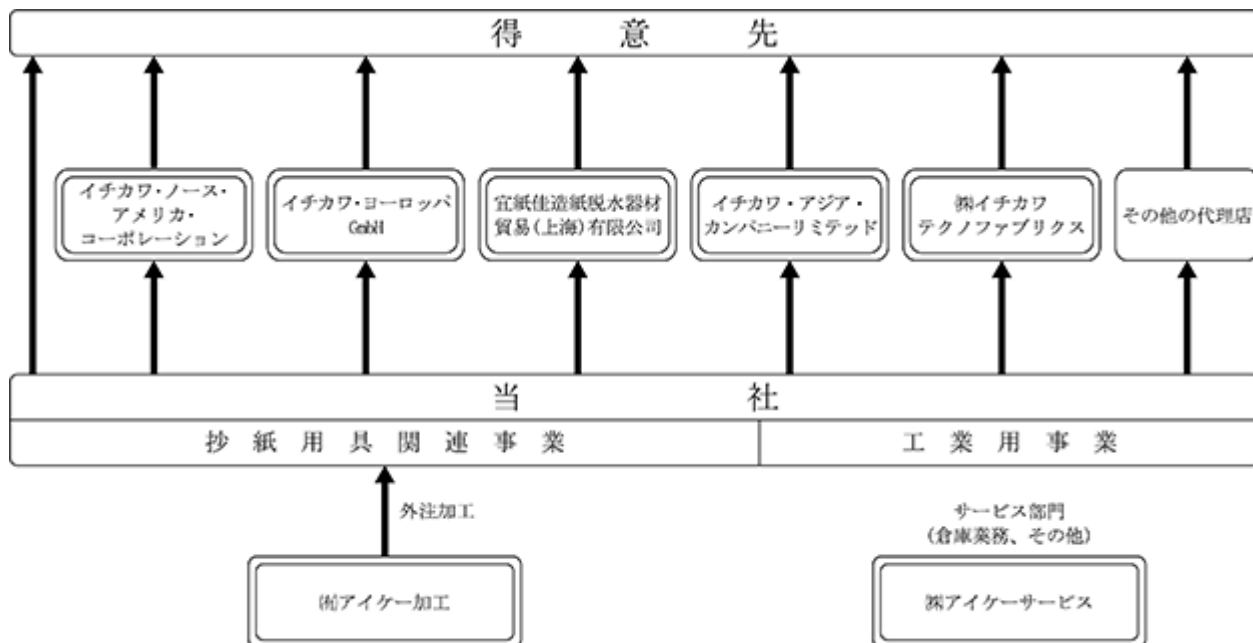 得意先
イチカワ・ノース・
アメリカ・
コーポレーション
イチカワ・ヨーロッパ
GmbH
宜紙佳造紙脱水器材
貿易(上海)有限公司
イチカワ・アジア・
カンパニーリミテッド
㈱イチカワ
テクノファブリクス
その他の代理店
当社
抄紙用具関連事業
工業用事業
外注加工
サービス部門
(倉庫業務、その他)
㈲アイケー加工
㈱アイケーサービス